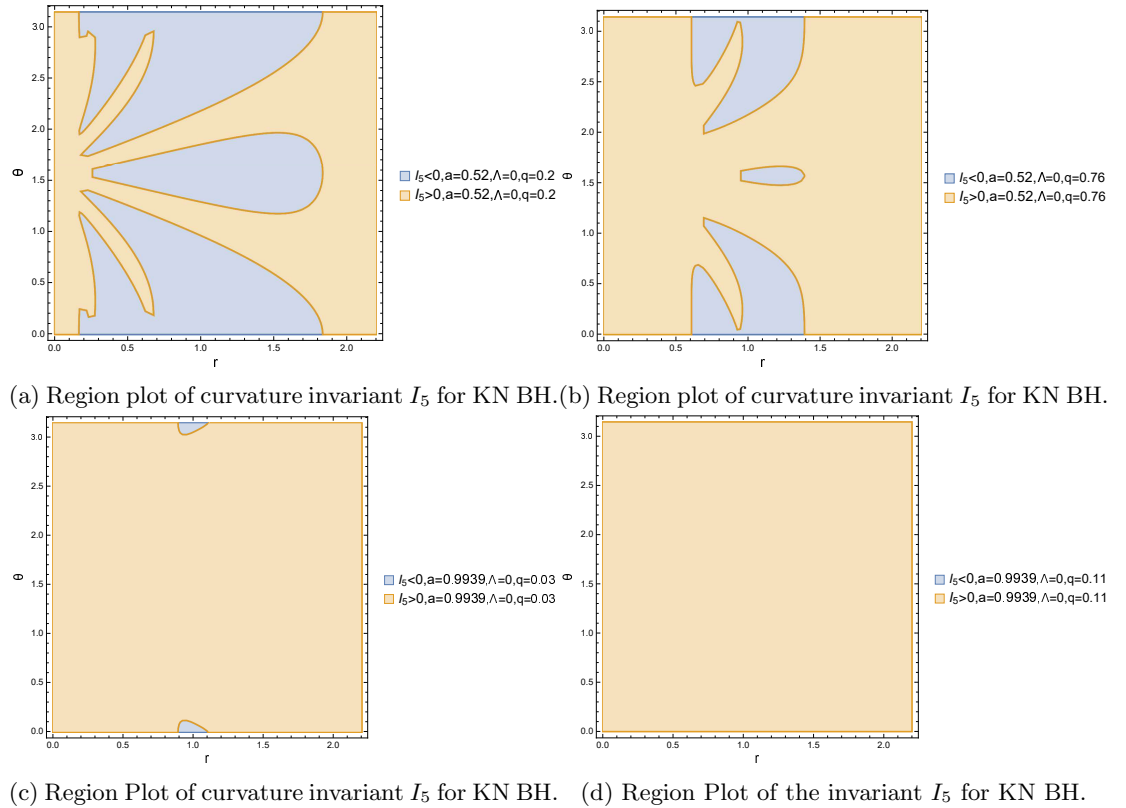 3.0
2.5
2.0
1.5
1.0
0.5
0.0
θ
0.0 0.5 1.0 1.5 2.0
r
I₅<0,a=0.52,Λ=0,q=0.2
I₅>0,a=0.52,Λ=0,q=0.2
3.0
2.5
2.0
1.5
1.0
0.5
0.0
θ
0.0 0.5 1.0 1.5 2.0
r
I₅<0,a=0.52,Λ=0,q=0.76
I₅>0,a=0.52,Λ=0,q=0.76
(a) Region plot of curvature invariant I₅ for KN BH.
(b) Region plot of curvature invariant I₅ for KN BH.
3.0
2.5
2.0
1.5
1.0
0.5
0.0
θ
0.0 0.5 1.0 1.5 2.0
r
I₅<0,a=0.9939,Λ=0,q=0.03
I₅>0,a=0.9939,Λ=0,q=0.03
3.0
2.5
2.0
1.5
1.0
0.5
0.0
θ
0.0 0.5 1.0 1.5 2.0
r
I₅<0,a=0.9939,Λ=0,q=0.11
I₅>0,a=0.9939,Λ=0,q=0.11
(c) Region Plot of curvature invariant I₅ for KN BH.
(d) Region Plot of the invariant I₅ for KN BH.